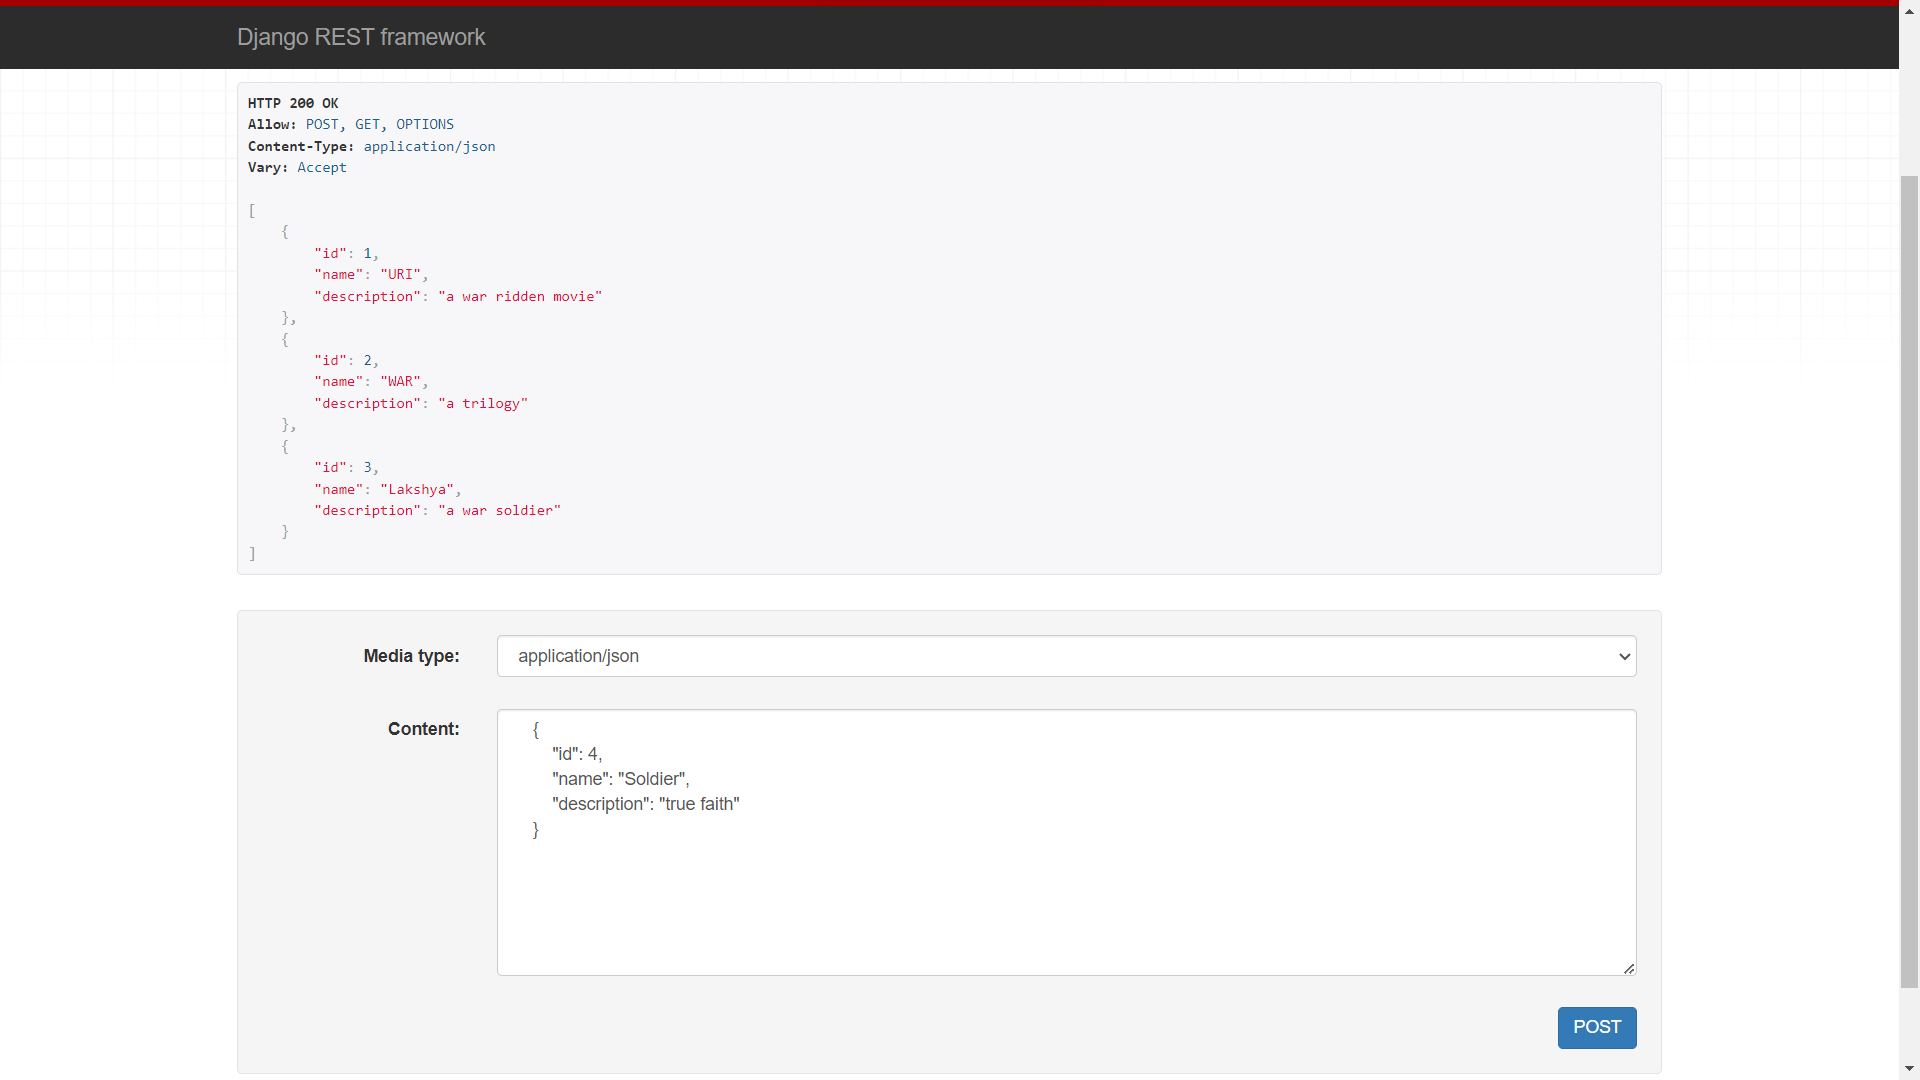 Django REST framework
HTTP 200 OK
Allow: POST, GET, OPTIONS
Content-Type: application/json
Vary: Accept
[
    {
        "id": 1,
        "name": "URI",
        "description": "a war ridden movie"
    },
    {
        "id": 2,
        "name": "WAR",
        "description": "a trilogy"
    },
    {
        "id": 3,
        "name": "Lakshya",
        "description": "a war soldier"
    }
]
Media type: application/json
Content: {
"id": 4,
"name": "Soldier",
"description": "true faith"
}
POST